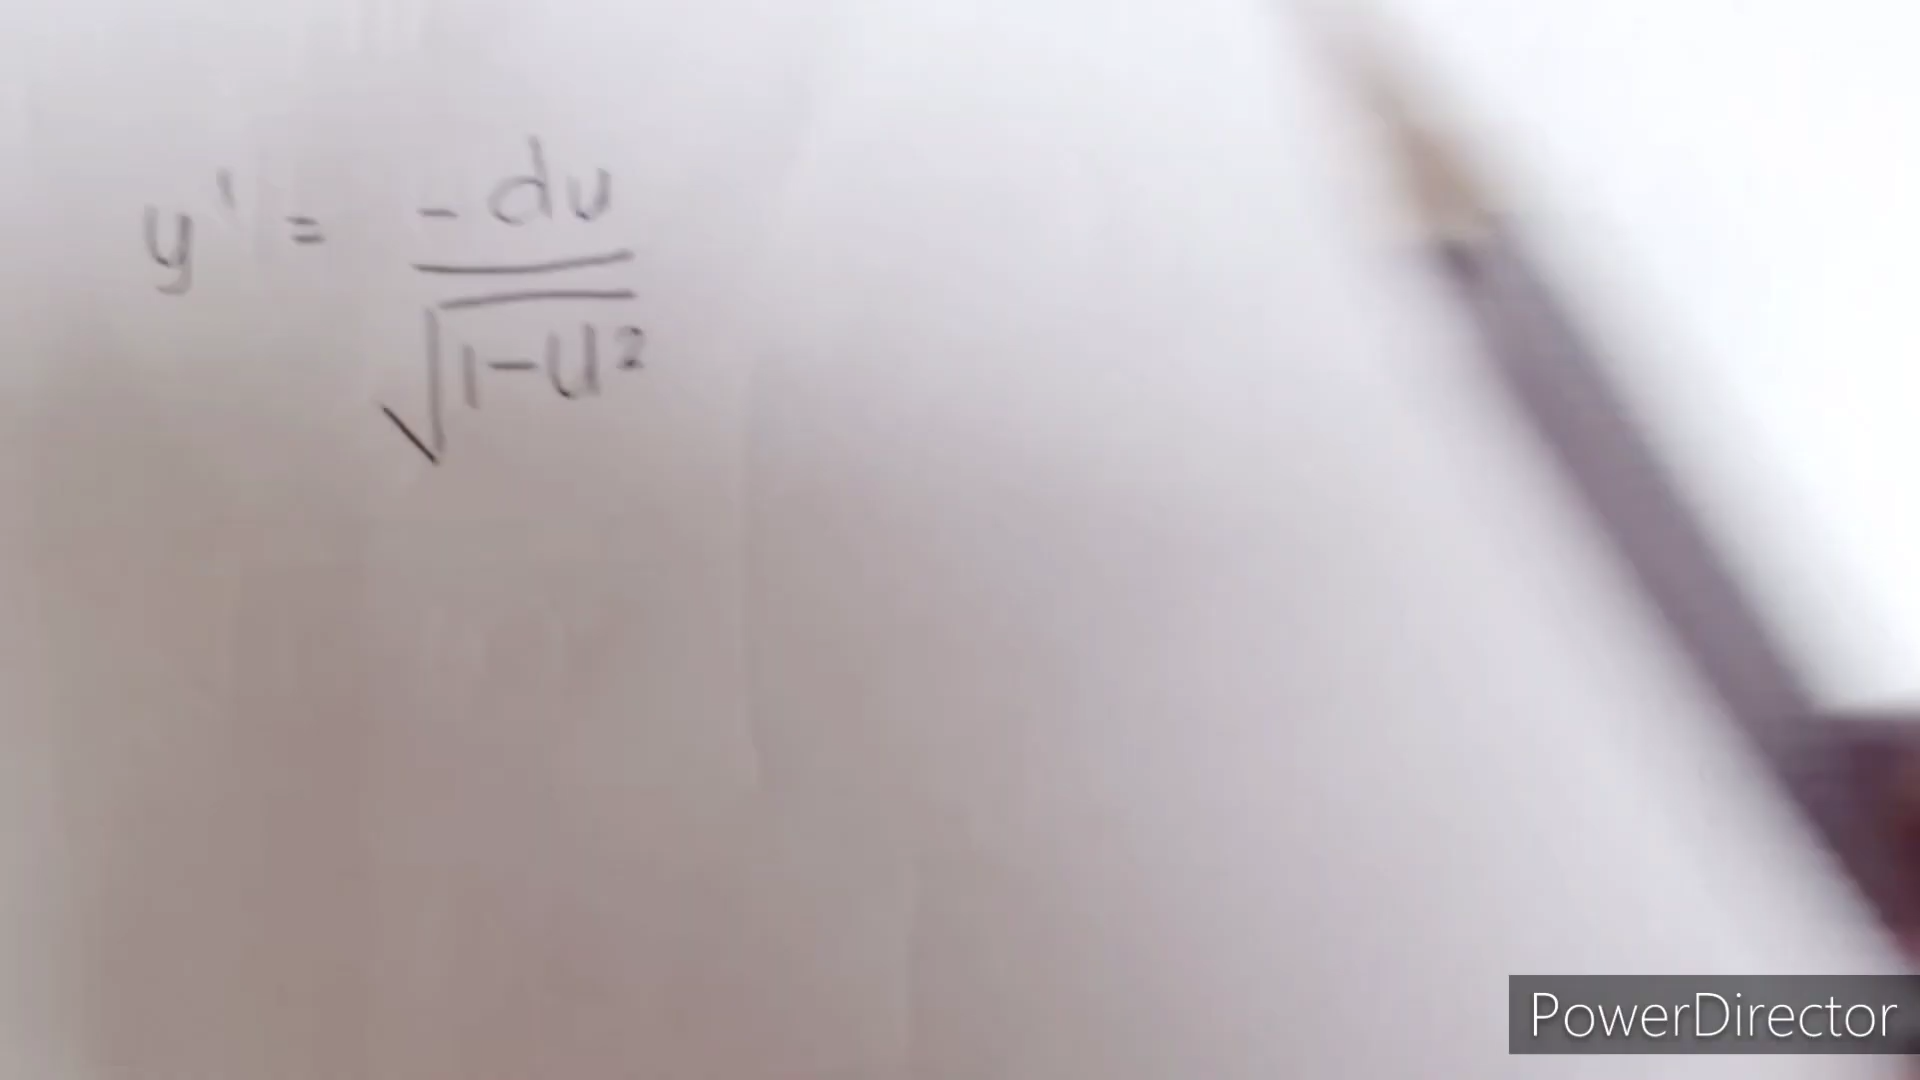 y' = -du / √1-u²
PowerDirector